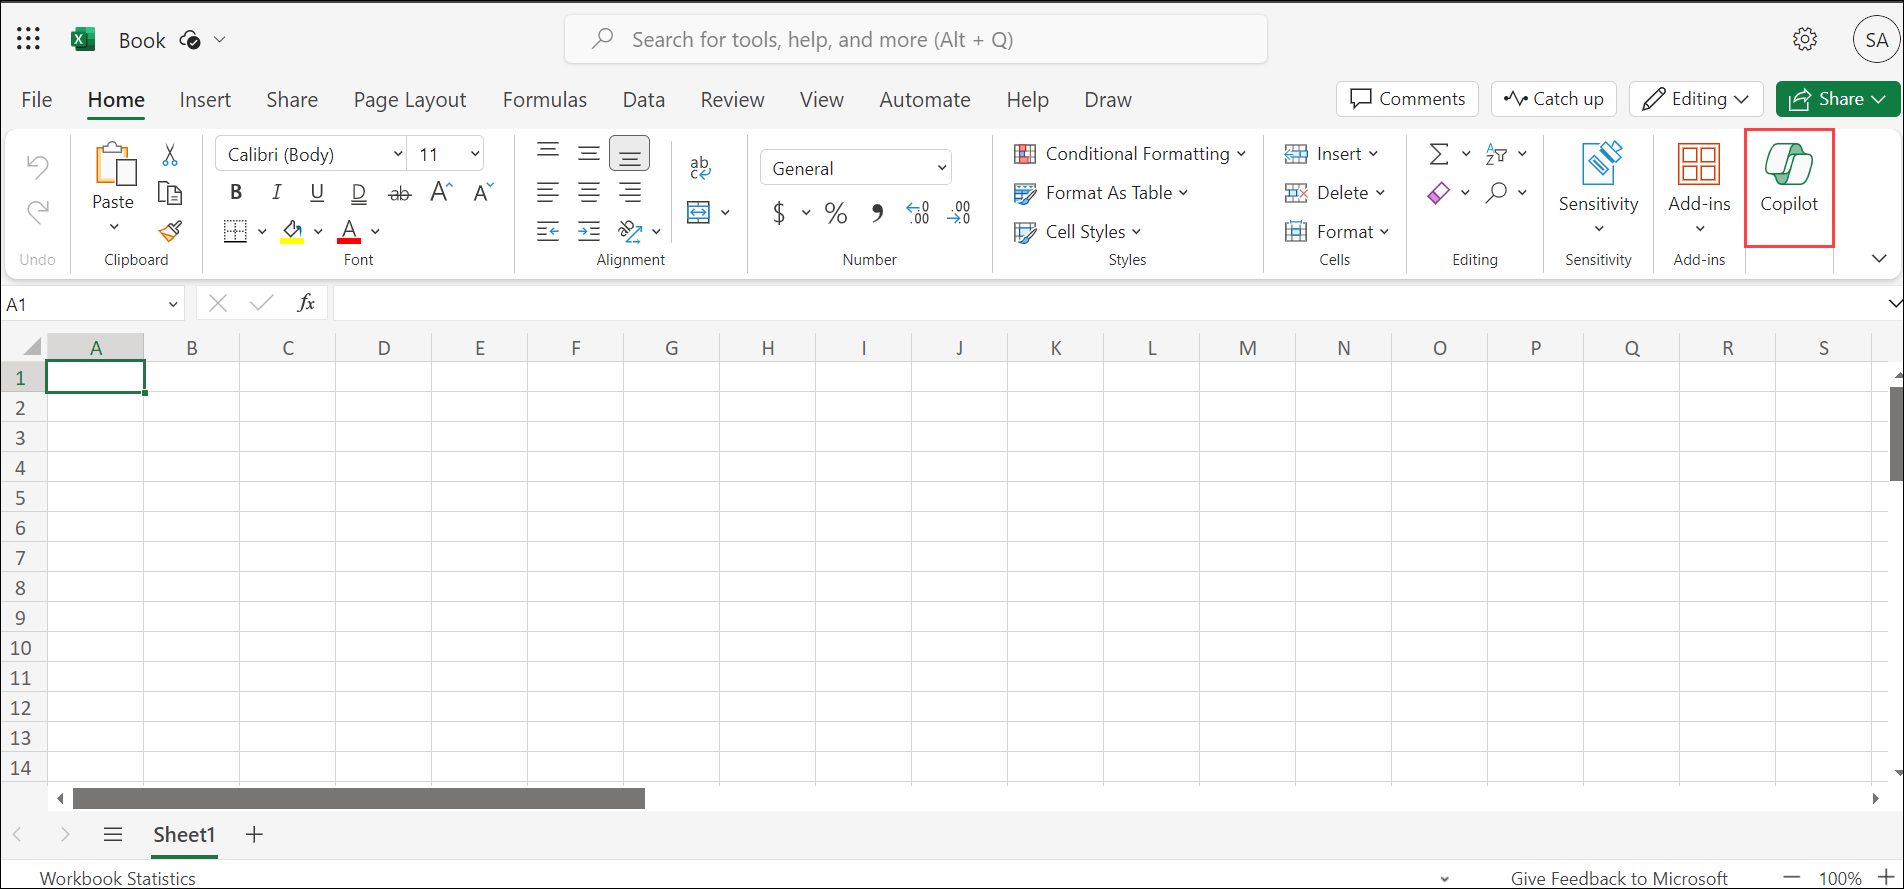 Book
Search for tools, help, and more (Alt + Q)
SA
File Home Insert Share Page Layout Formulas Data Review View Automate Help Draw
Comments Catch up Editing Share
Undo
Paste
Clipboard
Calibri (Body) 11
B I U D ab A A
A
Font
ab
c
Alignment
General
$ % , .00
Number
Conditional Formatting
Format As Table
Cell Styles
Styles
Insert
Delete
Format
Cells
Editing
Sensitivity
Sensitivity
Add-ins
Add-ins
Copilot
A1
fx
A B C D E F G H I J K L M N O P Q R S
1
2
3
4
5
6
7
8
9
10
11
12
13
14
Sheet1
Workbook Statistics
Give Feedback to Microsoft 100%